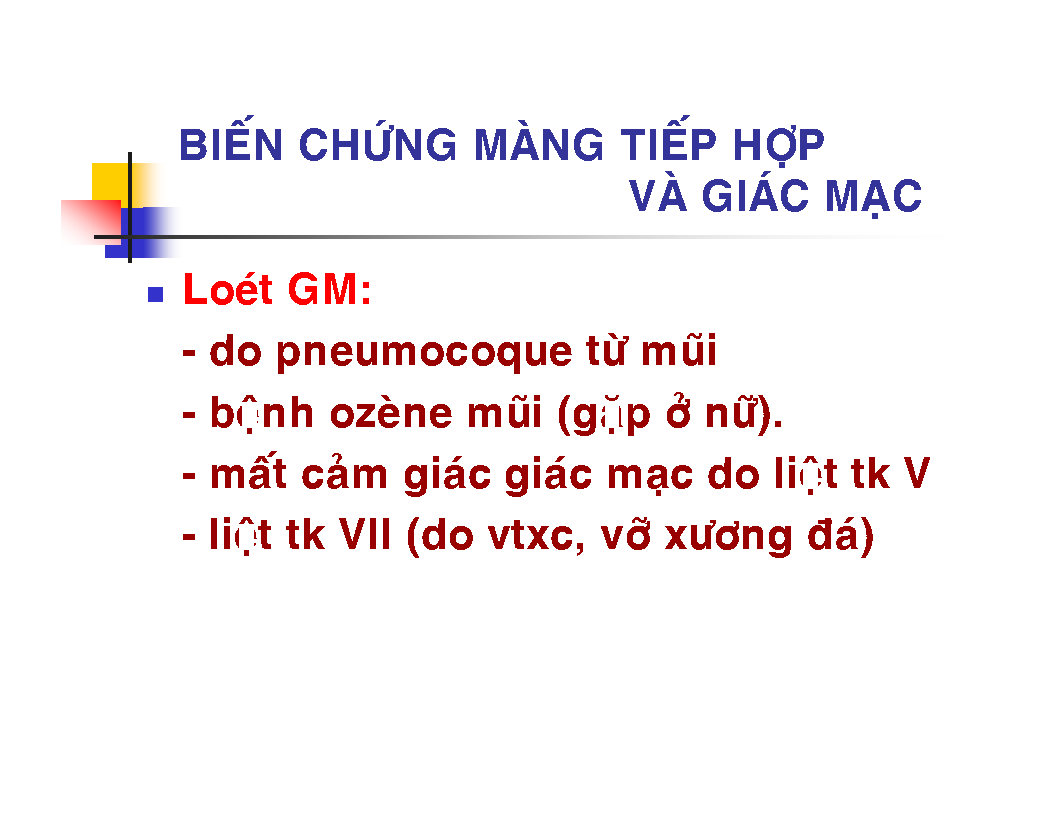 BIẾN CHỨNG MÀNG TIẾP HỢP
VÀ GIÁC MẠC
Loét GM:
- do pneumocoque từ mũi
- bệnh ozène mũi (gặp ở nữ).
- mất cảm giác giác mạc do liệt tk V
- liệt tk VII (do vtxc, vỡ xương đá)